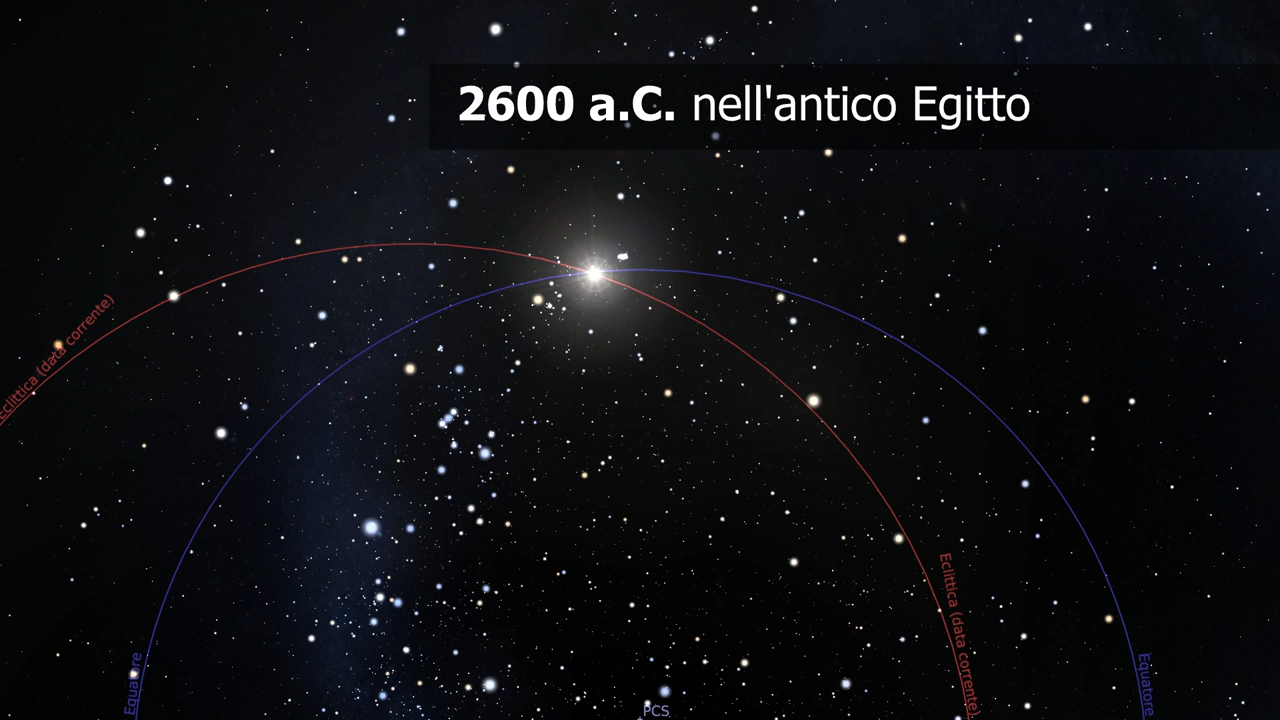 2600 a.C. nell'antico Egitto
Eclittica (data corrente)
Eclittica (data corrente)
Equatore
Equatore
PCS